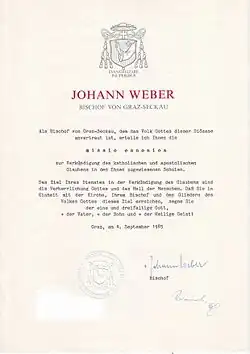 EVANGELIZARE
PAUPERIBUS
JOHANN WEBER
BISCHOF VON GRAZ-SECKAU
Als Bischof von Graz-Seckau, dem das Volk Gottes dieser Diözese
anvertraut ist, erteile ich Ihnen die
missio canonica
zur Verkündigung des katholischen und apostolischen
Glaubens in den Ihnen zugewiesenen Schulen.
Das Ziel Ihres Dienstes in der Verkündigung des Glaubens sind
die Verherrlichung Gottes und das Heil der Menschen. Daß Sie in
Einheit mit der Kirche, Ihrem Bischof und den Gliedern des
Volkes Gottes dieses Ziel erreichen, segne Sie
der eine und dreifaltige Gott,
+ der Vater, + der Sohn und + der Heilige Geist!
Graz, am 4. September 1985
+ Johann Weber
Bischof